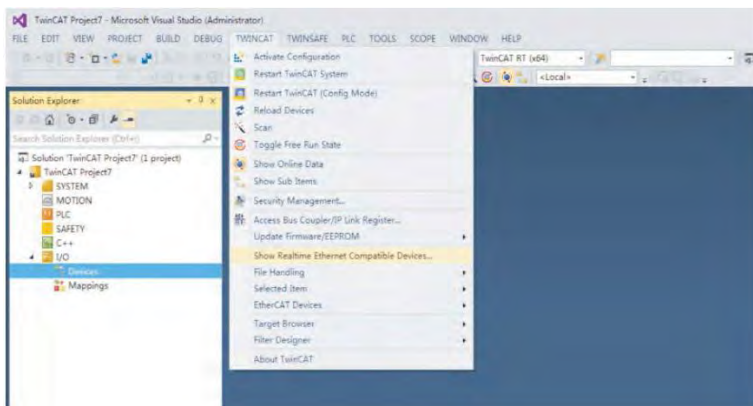 TwinCAT Project7 - Microsoft Visual Studio (Administrator)
FILE EDIT VIEW PROJECT BUILD DEBUG TWINCAT TWINSAFE PLC TOOLS SCOPE WINDOW HELP
TwinCAT RT (x64)
<Local>
Solution Explorer
Search Solution Explorer (Ctrl+;)
Solution 'TwinCAT Project7' (1 project)
TwinCAT Project7
SYSTEM
MOTION
PLC
SAFETY
C++
I/O
Devices
Mappings
Activate Configuration
Restart TwinCAT System
Restart TwinCAT (Config Mode)
Reload Devices
Scan
Toggle Free Run State
Show Online Data
Show Sub Items
Security Management...
Access Bus Coupler/IP Link Register...
Update Firmware/EEPROM
Show Realtime Ethernet Compatible Devices...
File Handling
Selected Item
EtherCAT Devices
Target Browser
Filter Designer
About TwinCAT